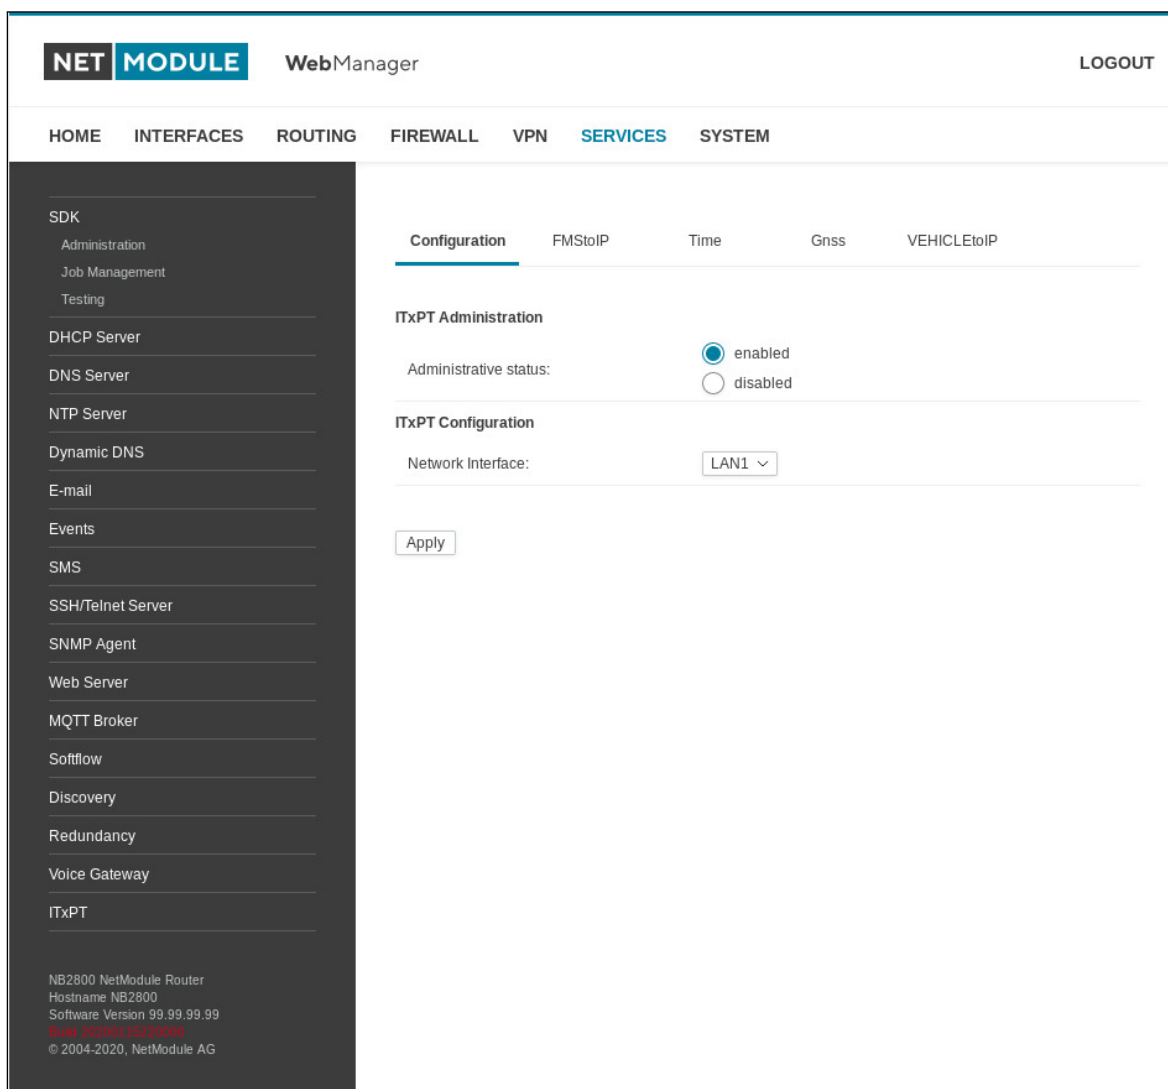 NET MODULE WebManager LOGOUT
HOME INTERFACES ROUTING FIREWALL VPN SERVICES SYSTEM
SDK
Administration
Job Management
Testing
DHCP Server
DNS Server
NTP Server
Dynamic DNS
E-mail
Events
SMS
SSH/Telnet Server
SNMP Agent
Web Server
MQTT Broker
Softflow
Discovery
Redundancy
Voice Gateway
ITxPT
NB2800 NetModule Router
Hostname NB2800
Software Version 99.99.99.99
Build
© 2004-2020, NetModule AG
Configuration FMStoIP Time Gnss VEHICLEtoIP
ITxPT Administration
Administrative status:
enabled
disabled
ITxPT Configuration
Network Interface: LAN1
Apply